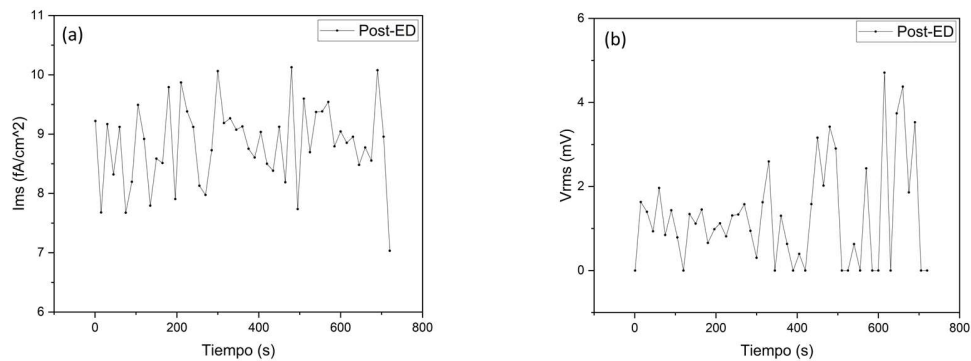 (a)
Post-ED
11
10
9
8
7
6
Ims (fA/cm^2)
0
200
400
600
800
Tiempo (s)
(b)
Post-ED
6
4
2
0
Vrms (mV)
0
200
400
600
800
Tiempo (s)